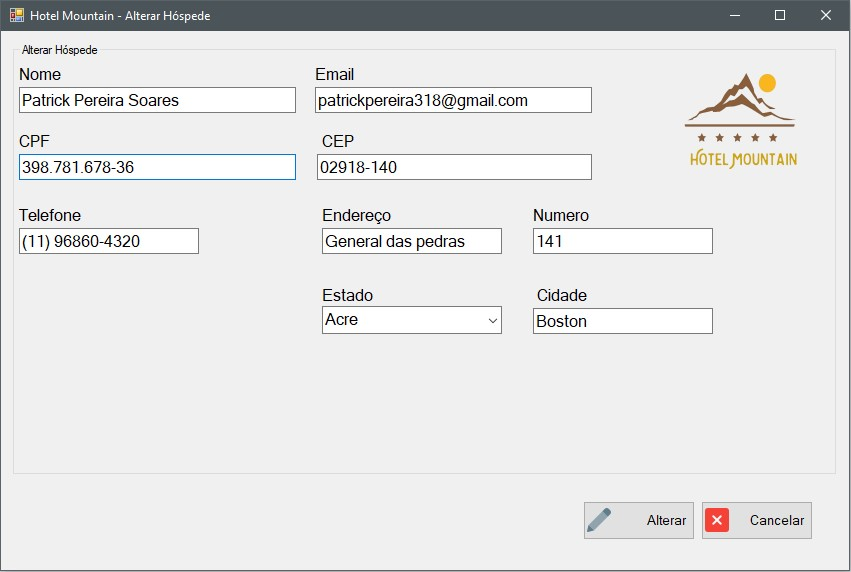 Hotel Mountain - Alterar Hóspede
Alterar Hóspede
Nome
Email
Patrick Pereira Soares
patrickpereira318@gmail.com
CPF
CEP
398.781.678-36
02918-140
HOTEL MOUNTAIN
Telefone
Endereço
Numero
(11) 96860-4320
General das pedras
141
Estado
Cidade
Acre
Boston
Alterar
Cancelar